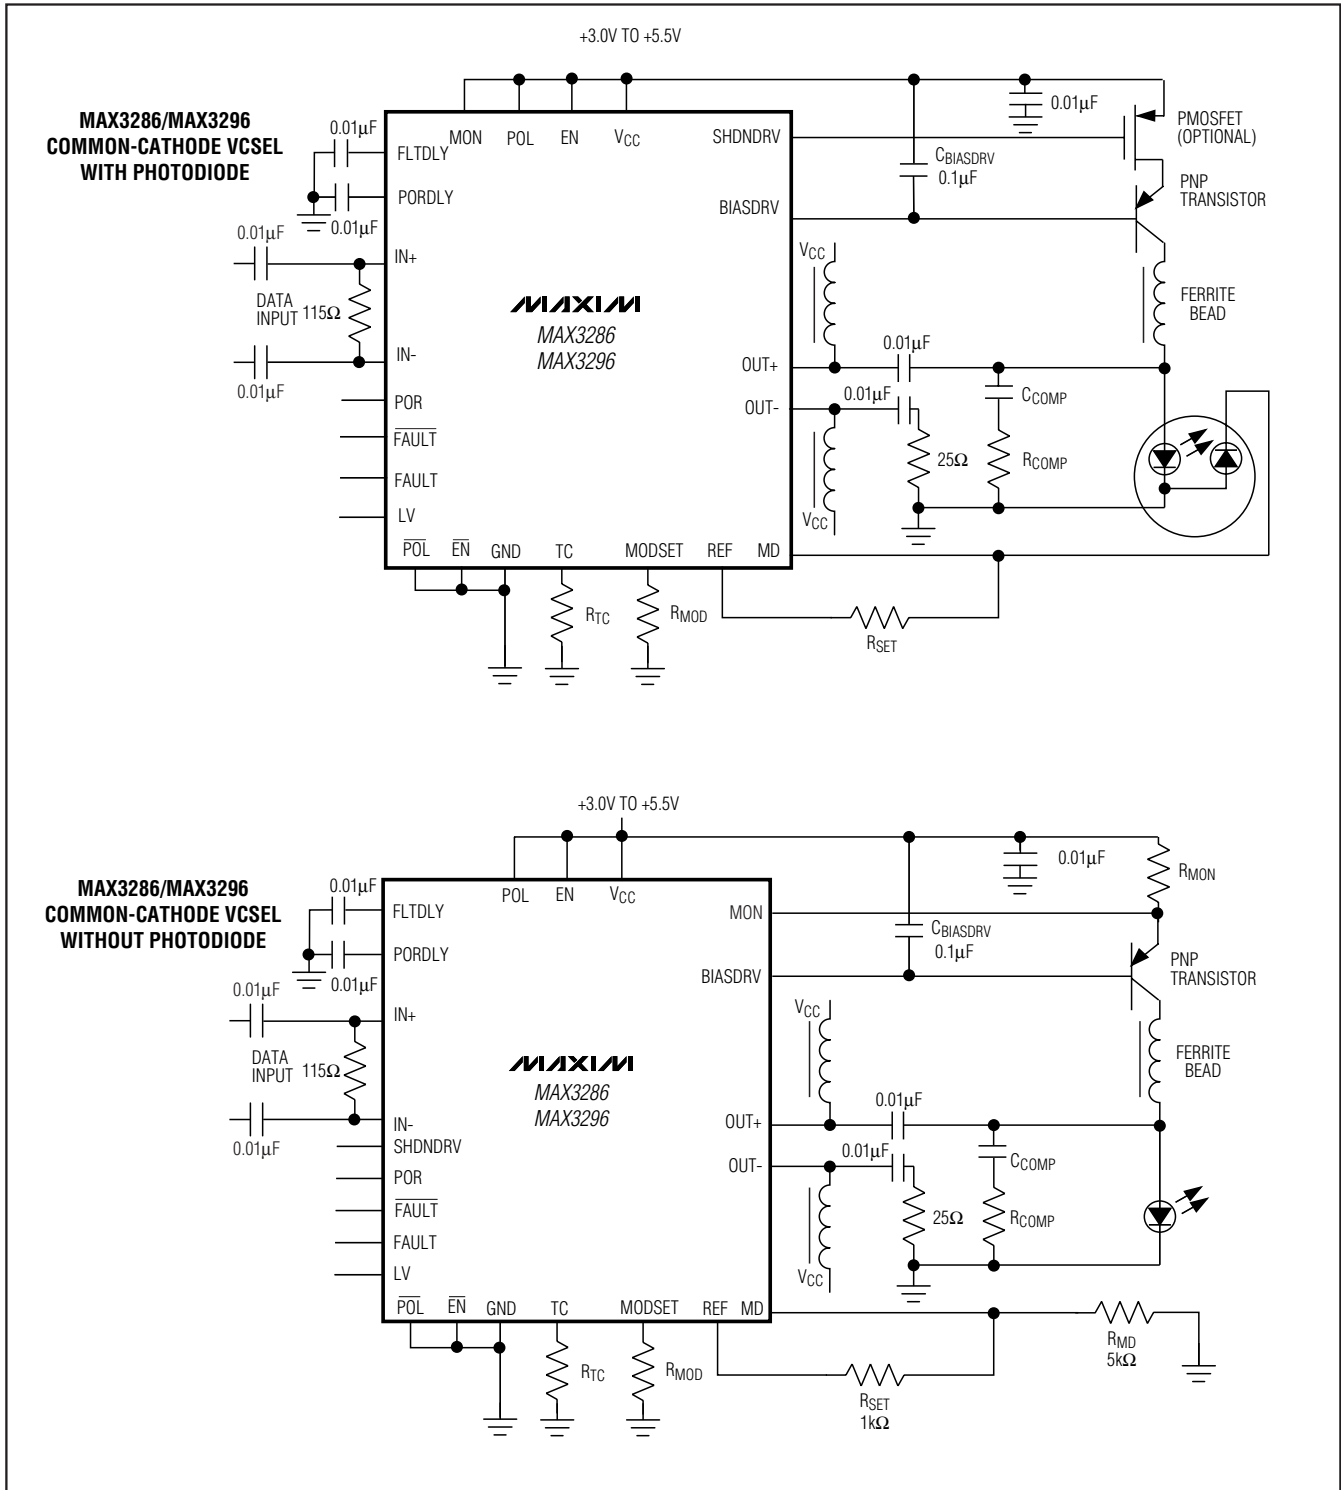 +3.0V TO +5.5V
MAX3286/MAX3296
COMMON-CATHODE VCSEL
WITH PHOTODIODE
0.01µF
FLTDLY
MON
POL
EN
VCC
SHDNDRV
0.01µF
PMOSFET
(OPTIONAL)
CBIASDRV
0.1µF
PORDLY
0.01µF
BIASDRV
PNP
TRANSISTOR
0.01µF
IN+
VCC
DATA
INPUT
115Ω
MAXIM
MAX3286
MAX3296
FERRITE
BEAD
IN-
0.01µF
OUT+
0.01µF
POR
OUT-
0.01µF
CCOMP
FAULT
25Ω
RCOMP
FAULT
LV
VCC
POL
EN
GND
TC
MODSET
REF
MD
RTC
RMOD
RSET
+3.0V TO +5.5V
MAX3286/MAX3296
COMMON-CATHODE VCSEL
WITHOUT PHOTODIODE
0.01µF
FLTDLY
POL
EN
VCC
MON
0.01µF
RMON
CBIASDRV
0.1µF
PORDLY
0.01µF
BIASDRV
PNP
TRANSISTOR
0.01µF
IN+
VCC
DATA
INPUT
115Ω
MAXIM
MAX3286
MAX3296
FERRITE
BEAD
IN-
0.01µF
SHDNDRV
OUT+
0.01µF
POR
OUT-
0.01µF
CCOMP
FAULT
25Ω
RCOMP
FAULT
LV
VCC
POL
EN
GND
TC
MODSET
REF
MD
RTC
RMOD
RSET
1kΩ
RMD
5kΩ